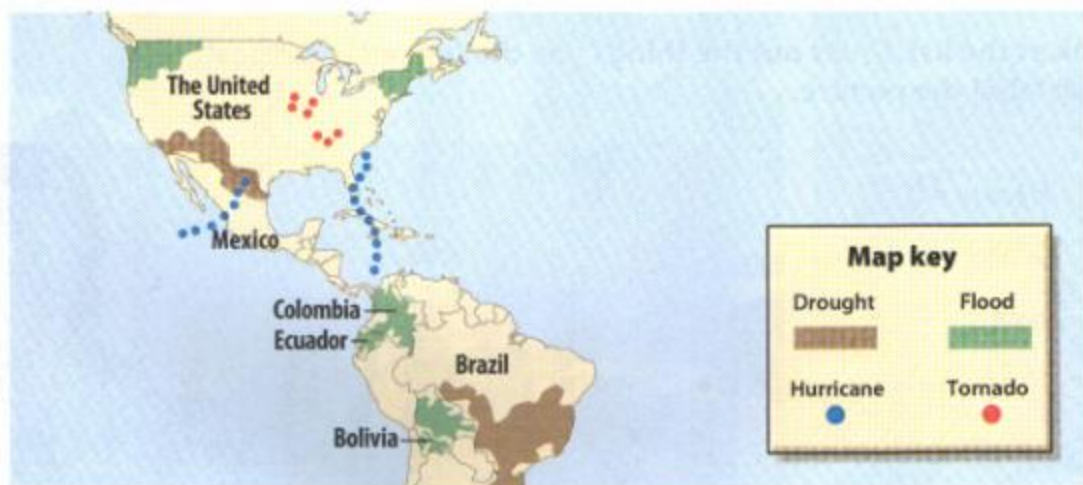 The United
States
Mexico
Colombia
Ecuador
Brazil
Bolivia
Map key
Drought
Flood
Hurricane
Tornado